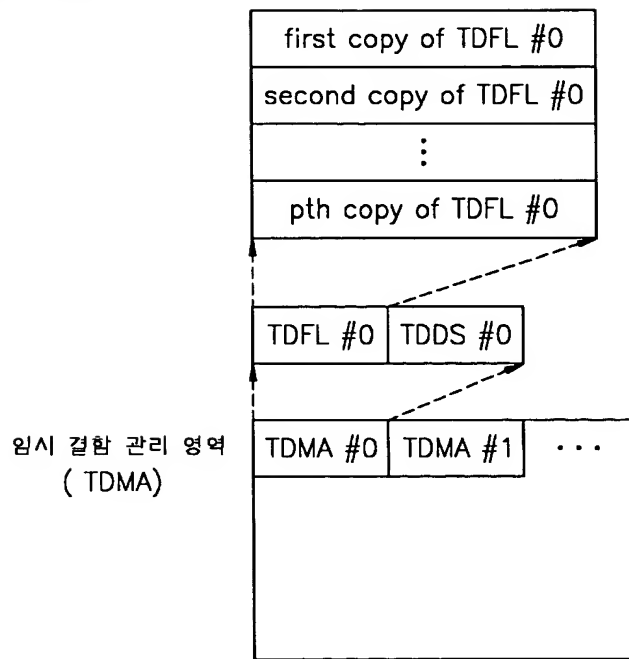 first copy of TDFL #0
second copy of TDFL #0
⋮
pth copy of TDFL #0
TDFL #0 TDDS #0
임시 결함 관리 영역
( TDMA)
TDMA #0 TDMA #1 ···